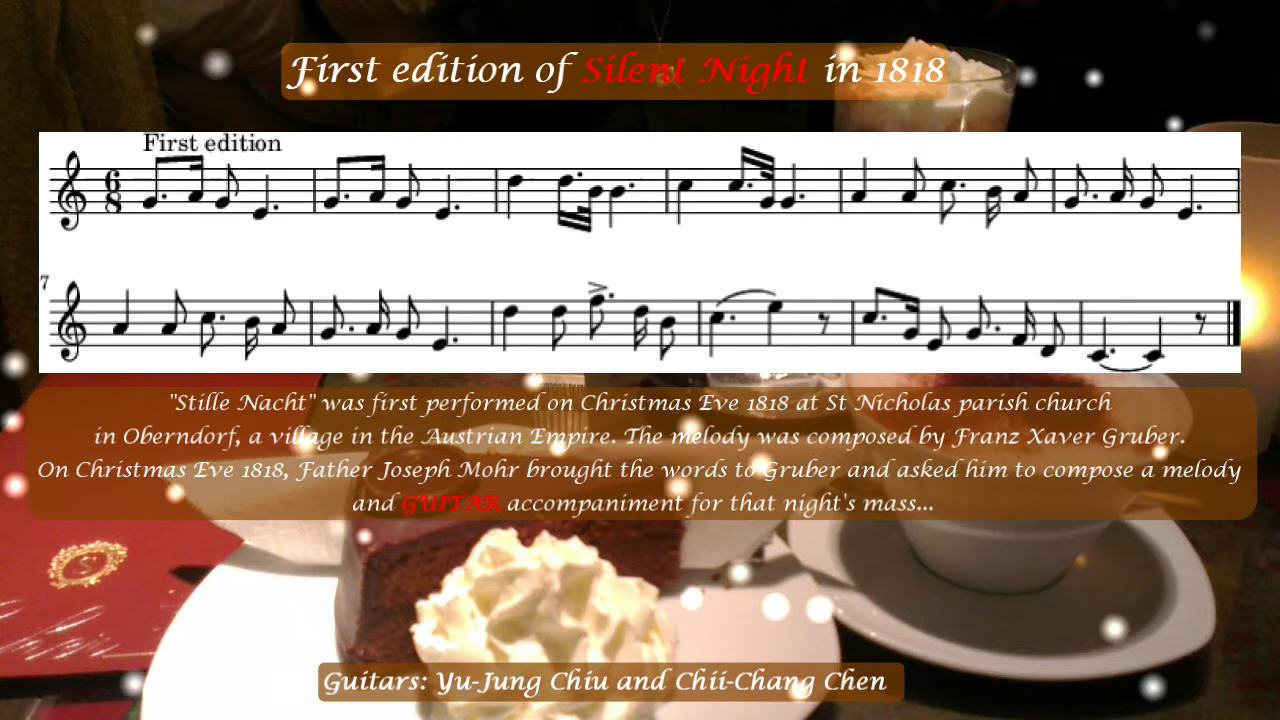 First edition of Silent Night in 1818
First edition
6
8
7
"Stille Nacht" was first performed on Christmas Eve 1818 at St Nicholas parish church
in Oberndorf, a village in the Austrian Empire. The melody was composed by Franz Xaver Gruber.
On Christmas Eve 1818, Father Joseph Mohr brought the words to Gruber and asked him to compose a melody
and GUITAR accompaniment for that night's mass...
S
Guitars: Yu-Jung Chiu and Chii-Chang Chen